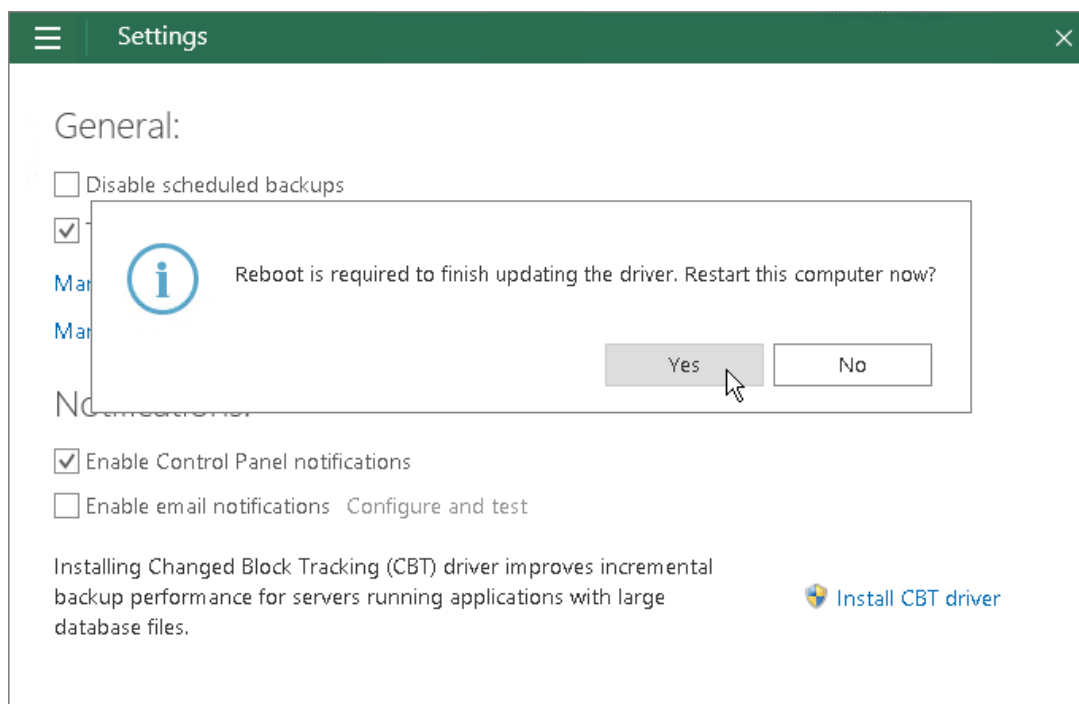 Settings
General:
Disable scheduled backups
Reboot is required to finish updating the driver. Restart this computer now?
Yes
No
Enable Control Panel notifications
Enable email notifications Configure and test
Installing Changed Block Tracking (CBT) driver improves incremental
backup performance for servers running applications with large
database files.
Install CBT driver